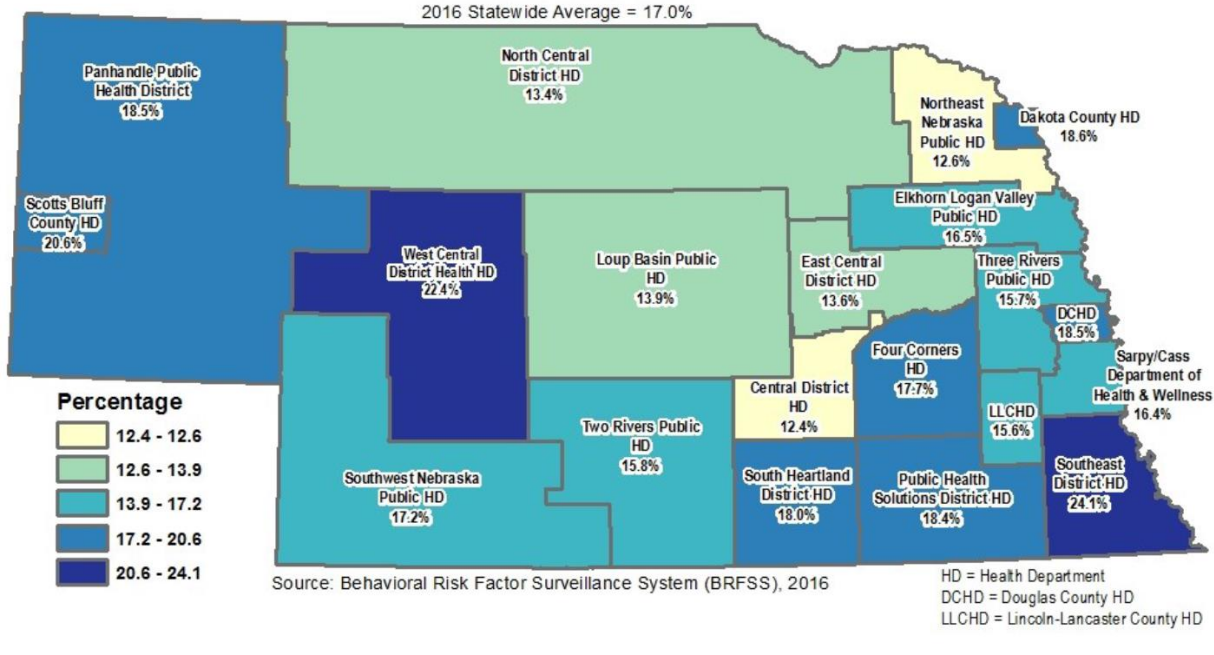 2016 Statewide Average = 17.0%
Panhandle Public
Health District
18.5%
North Central
District HD
13.4%
Northeast
Nebraska
Public HD
12.6%
Dakota County HD
18.6%
Scotts Bluff
County HD
20.6%
West Central
District Health HD
22.4%
Loup Basin Public
HD
13.9%
Elkhorn Logan Valley
Public HD
16.5%
East Central
District HD
13.6%
Three Rivers
Public HD
15.7%
DCHD
18.5%
Four Corners
HD
17.7%
Sarpy/Cass
Department of
Health & Wellness
16.4%
Central District
HD
12.4%
LLCHD
15.6%
Two Rivers Public
HD
15.8%
Southwest Nebraska
Public HD
17.2%
South Heartland
District HD
18.0%
Public Health
Solutions District HD
18.4%
Southeast
District HD
24.1%
Percentage
12.4 - 12.6
12.6 - 13.9
13.9 - 17.2
17.2 - 20.6
20.6 - 24.1
Source: Behavioral Risk Factor Surveillance System (BRFSS), 2016
HD = Health Department
DCHD = Douglas County HD
LLCHD = Lincoln-Lancaster County HD